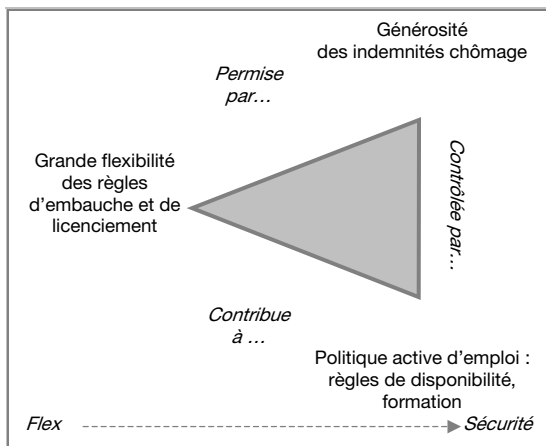 Générosité
des indemnités chômage
Permise
par...
Grande flexibilité
des règles
d'embauche et de
licenciement
Contrôlée par...
Contribue
à ...
Politique active d'emploi :
règles de disponibilité,
formation
Flex
Sécurité